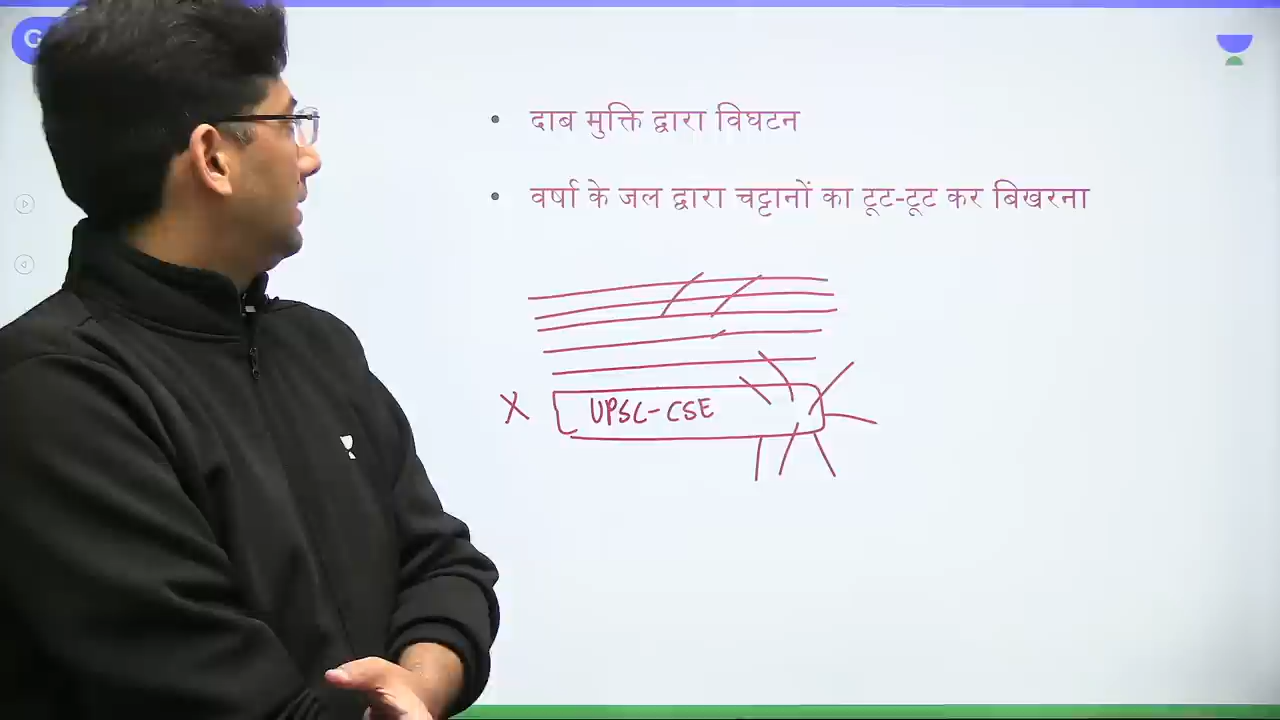 G
दाब मुक्ति द्वारा विघटन
वर्षा के जल द्वारा चट्टानों का टूट-टूट कर बिखरना
X
UPSC-CSE